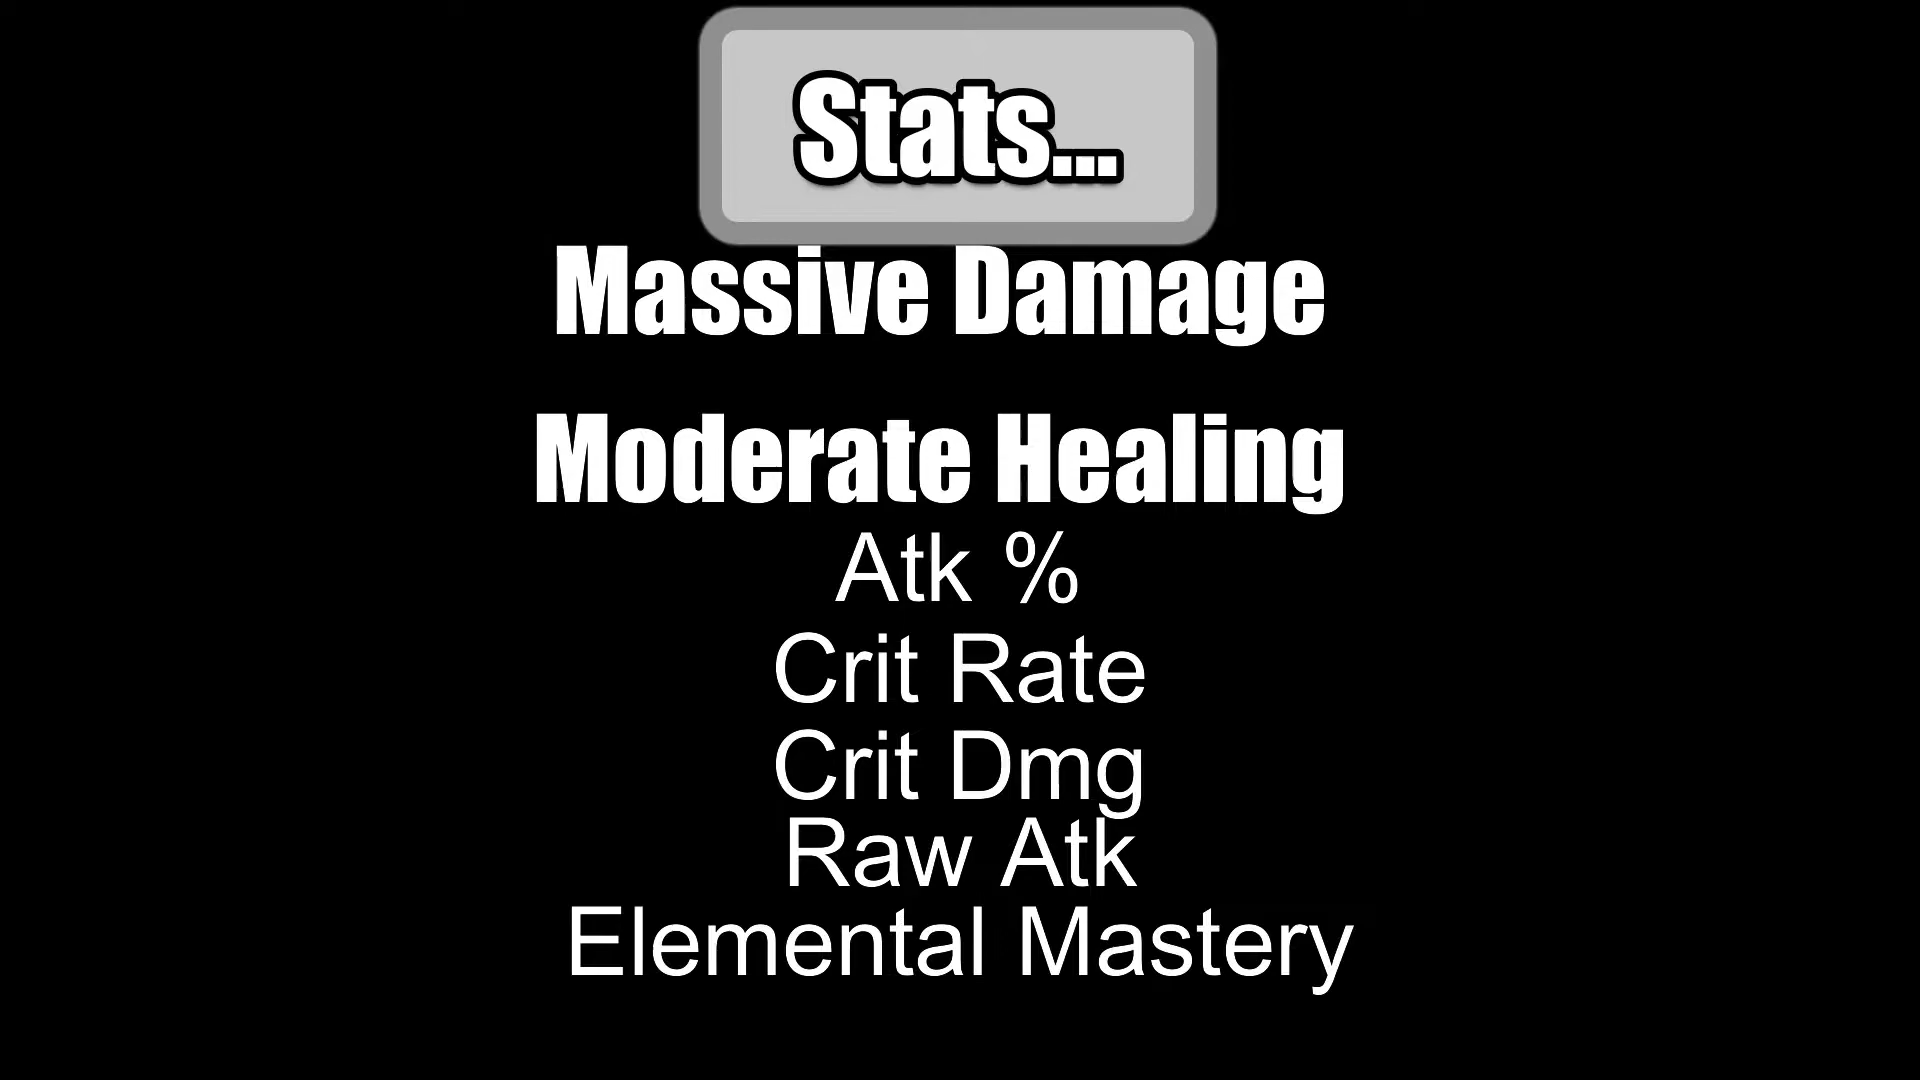 Stats...
Massive Damage
Moderate Healing
Atk %
Crit Rate
Crit Dmg
Raw Atk
Elemental Mastery